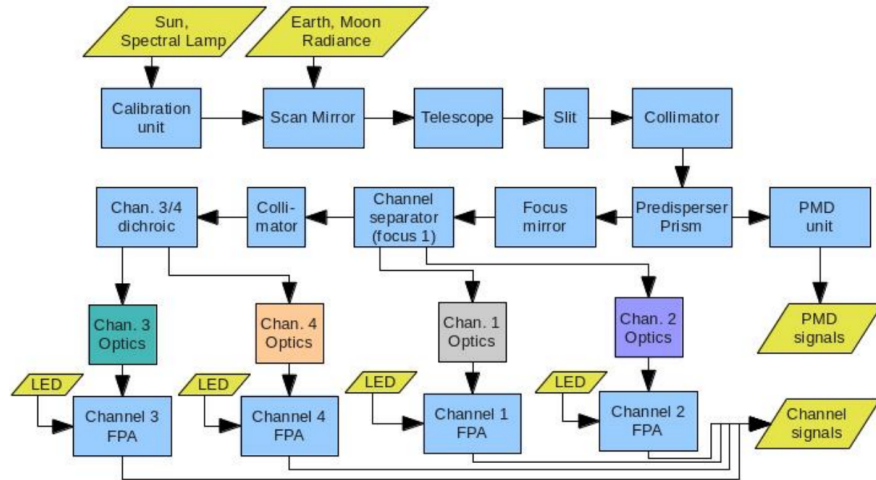 Sun,
Spectral Lamp
Earth, Moon
Radiance
Calibration
unit
Scan Mirror
Telescope
Slit
Collimator
Chan. 3/4
dichroic
Colli-
mator
Channel
separator
(focus 1)
Focus
mirror
Predisperser
Prism
PMD
unit
Chan. 3
Optics
Chan. 4
Optics
Chan. 1
Optics
Chan. 2
Optics
PMD
signals
LED
LED
LED
LED
Channel 3
FPA
Channel 4
FPA
Channel 1
FPA
Channel 2
FPA
Channel
signals